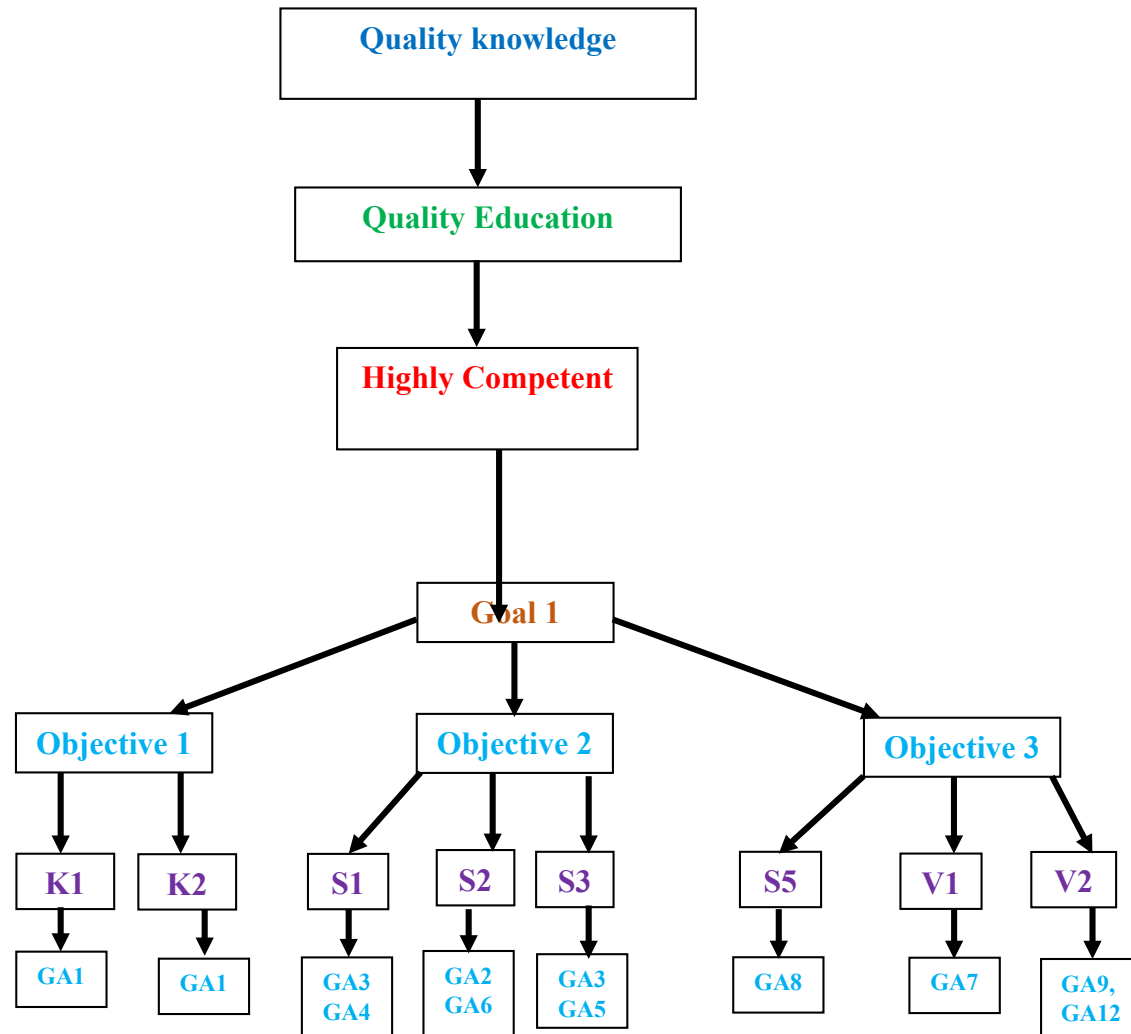 Quality knowledge
Quality Education
Highly Competent
Goal 1
Objective 1
Objective 2
Objective 3
K1
K2
S1
S2
S3
S5
V1
V2
GA1
GA1
GA3
GA4
GA2
GA6
GA3
GA5
GA8
GA7
GA9,
GA12